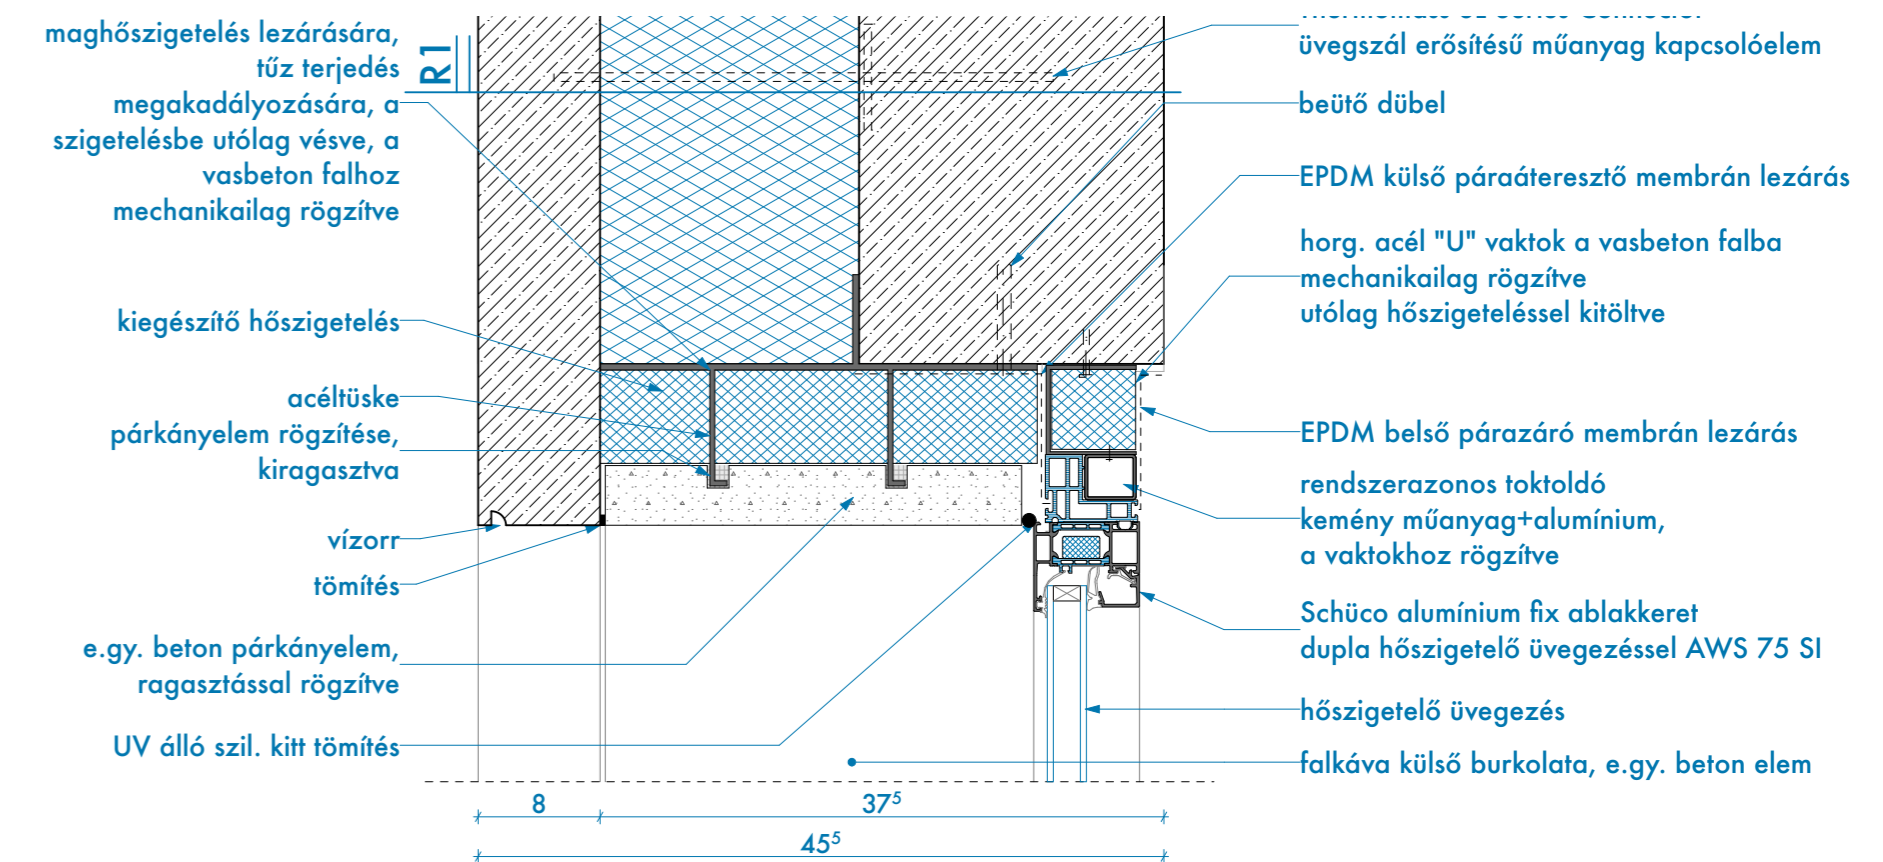 maghőszigetelés lezárására,
tűz terjedés
megakadályozására, a
szigetelésbe utólag vésve, a
vasbeton falhoz
mechanikailag rögzítve
kiegészítő hőszigetelés
acéltüske
párkányelem rögzítése,
kiragasztva
vízorr
tömítés
e.gy. beton párkányelem,
ragasztással rögzítve
UV álló szil. kitt tömítés
R1
üvegszál erősítésű műanyag kapcsolóelem
beütő dübel
EPDM külső páraáteresztő membrán lezárás
horg. acél "U" vaktok a vasbeton falba
mechanikailag rögzítve
utólag hőszigeteléssel kitöltve
EPDM belső párazáró membrán lezárás
rendszerazonos toktoldó
kemény műanyag+alumínium,
a vaktokhoz rögzítve
Schüco alumínium fix ablakkeret
dupla hőszigetelő üvegezéssel AWS 75 SI
hőszigetelő üvegezés
falkáva külső burkolata, e.gy. beton elem
8
37⁵
45⁵